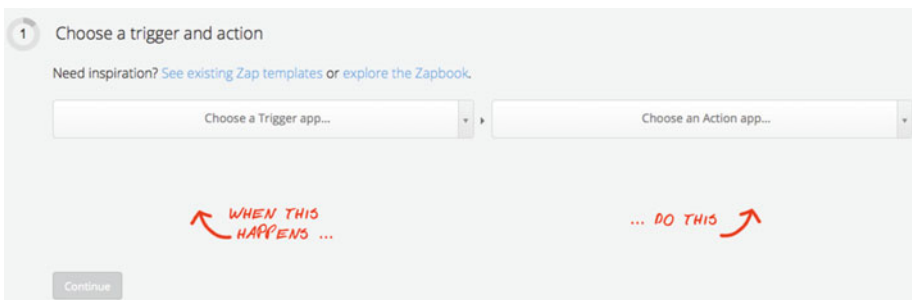 1 Choose a trigger and action
Need inspiration? See existing Zap templates or explore the Zapbook.
Choose a Trigger app... Choose an Action app...
WHEN THIS
HAPPENS ...
... DO THIS
Continue